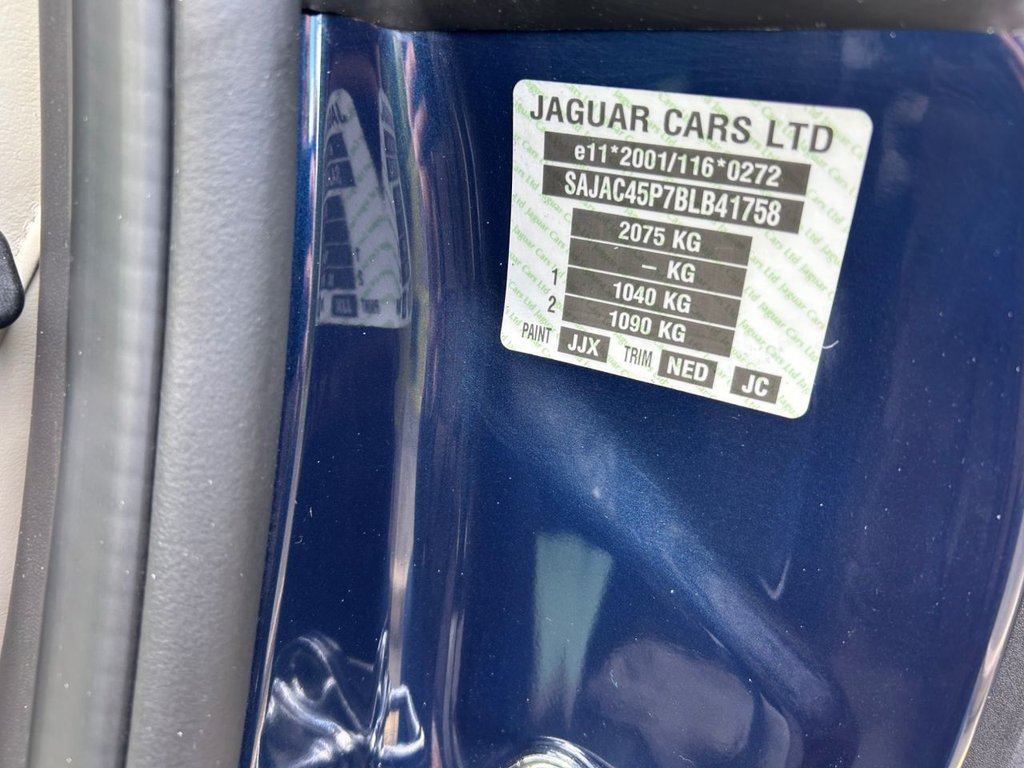 JAGUAR CARS LTD
e11*2001/116*0272
SAJAC45P7BLB41758
2075 KG
– KG
1 1040 KG
2 1090 KG
PAINT JJX TRIM NED JC